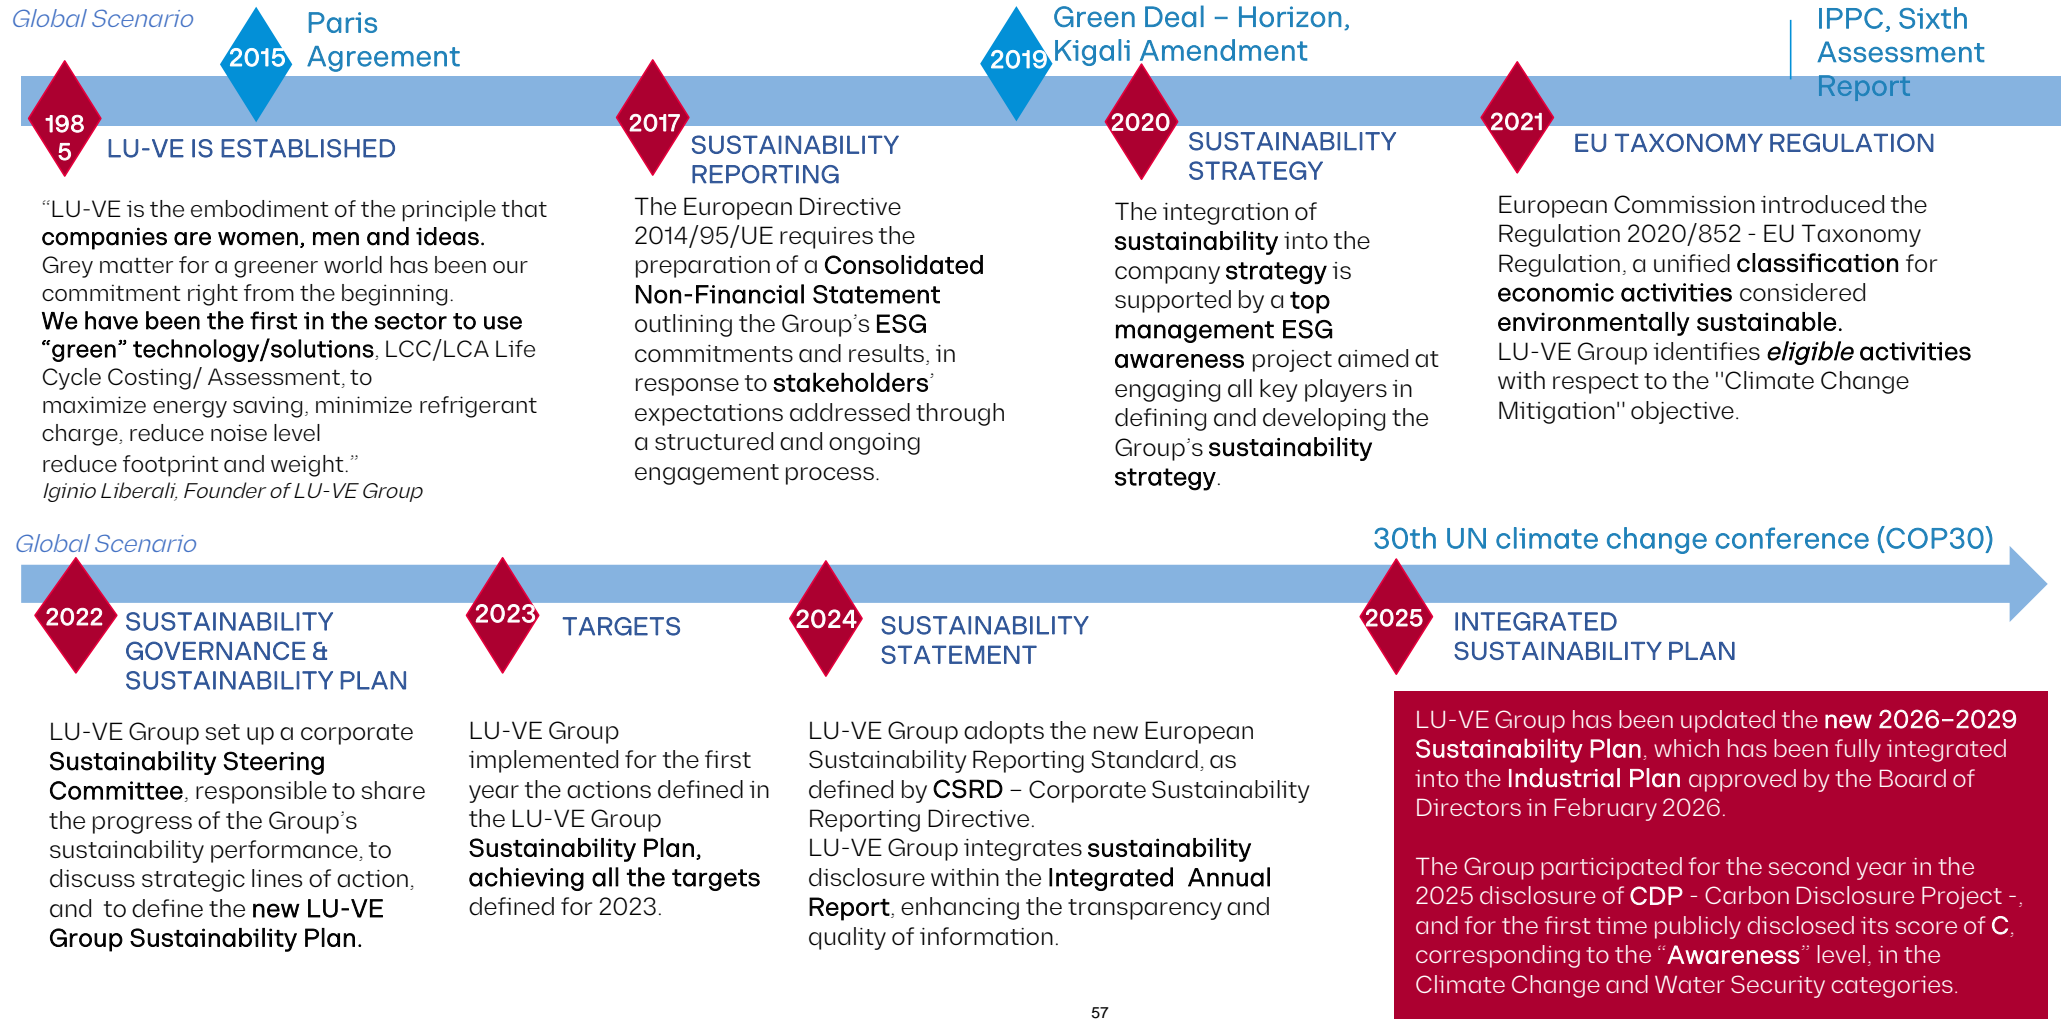 Global Scenario
2015
Paris
Agreement
2019
Green Deal – Horizon,
Kigali Amendment
IPPC, Sixth
Assessment
Report
198
5
LU-VE IS ESTABLISHED
“LU-VE is the embodiment of the principle that
companies are women, men and ideas.
Grey matter for a greener world has been our
commitment right from the beginning.
We have been the first in the sector to use
“green” technology/solutions, LCC/LCA Life
Cycle Costing/ Assessment, to
maximize energy saving, minimize refrigerant
charge, reduce noise level
reduce footprint and weight.”
Iginio Liberali, Founder of LU-VE Group
2017
SUSTAINABILITY
REPORTING
The European Directive
2014/95/UE requires the
preparation of a Consolidated
Non-Financial Statement
outlining the Group’s ESG
commitments and results, in
response to stakeholders’
expectations addressed through
a structured and ongoing
engagement process.
2020
SUSTAINABILITY
STRATEGY
The integration of
sustainability into the
company strategy is
supported by a top
management ESG
awareness project aimed at
engaging all key players in
defining and developing the
Group’s sustainability
strategy.
2021
EU TAXONOMY REGULATION
European Commission introduced the
Regulation 2020/852 - EU Taxonomy
Regulation, a unified classification for
economic activities considered
environmentally sustainable.
LU-VE Group identifies eligible activities
with respect to the "Climate Change
Mitigation" objective.
Global Scenario
30th UN climate change conference (COP30)
2022
SUSTAINABILITY
GOVERNANCE &
SUSTAINABILITY PLAN
LU-VE Group set up a corporate
Sustainability Steering
Committee, responsible to share
the progress of the Group’s
sustainability performance, to
discuss strategic lines of action,
and to define the new LU-VE
Group Sustainability Plan.
2023
TARGETS
LU-VE Group
implemented for the first
year the actions defined in
the LU-VE Group
Sustainability Plan,
achieving all the targets
defined for 2023.
2024
SUSTAINABILITY
STATEMENT
LU-VE Group adopts the new European
Sustainability Reporting Standard, as
defined by CSRD – Corporate Sustainability
Reporting Directive.
LU-VE Group integrates sustainability
disclosure within the Integrated Annual
Report, enhancing the transparency and
quality of information.
2025
INTEGRATED
SUSTAINABILITY PLAN
LU-VE Group has been updated the new 2026–2029
Sustainability Plan, which has been fully integrated
into the Industrial Plan approved by the Board of
Directors in February 2026.
The Group participated for the second year in the
2025 disclosure of CDP - Carbon Disclosure Project -,
and for the first time publicly disclosed its score of C,
corresponding to the “Awareness” level, in the
Climate Change and Water Security categories.
57